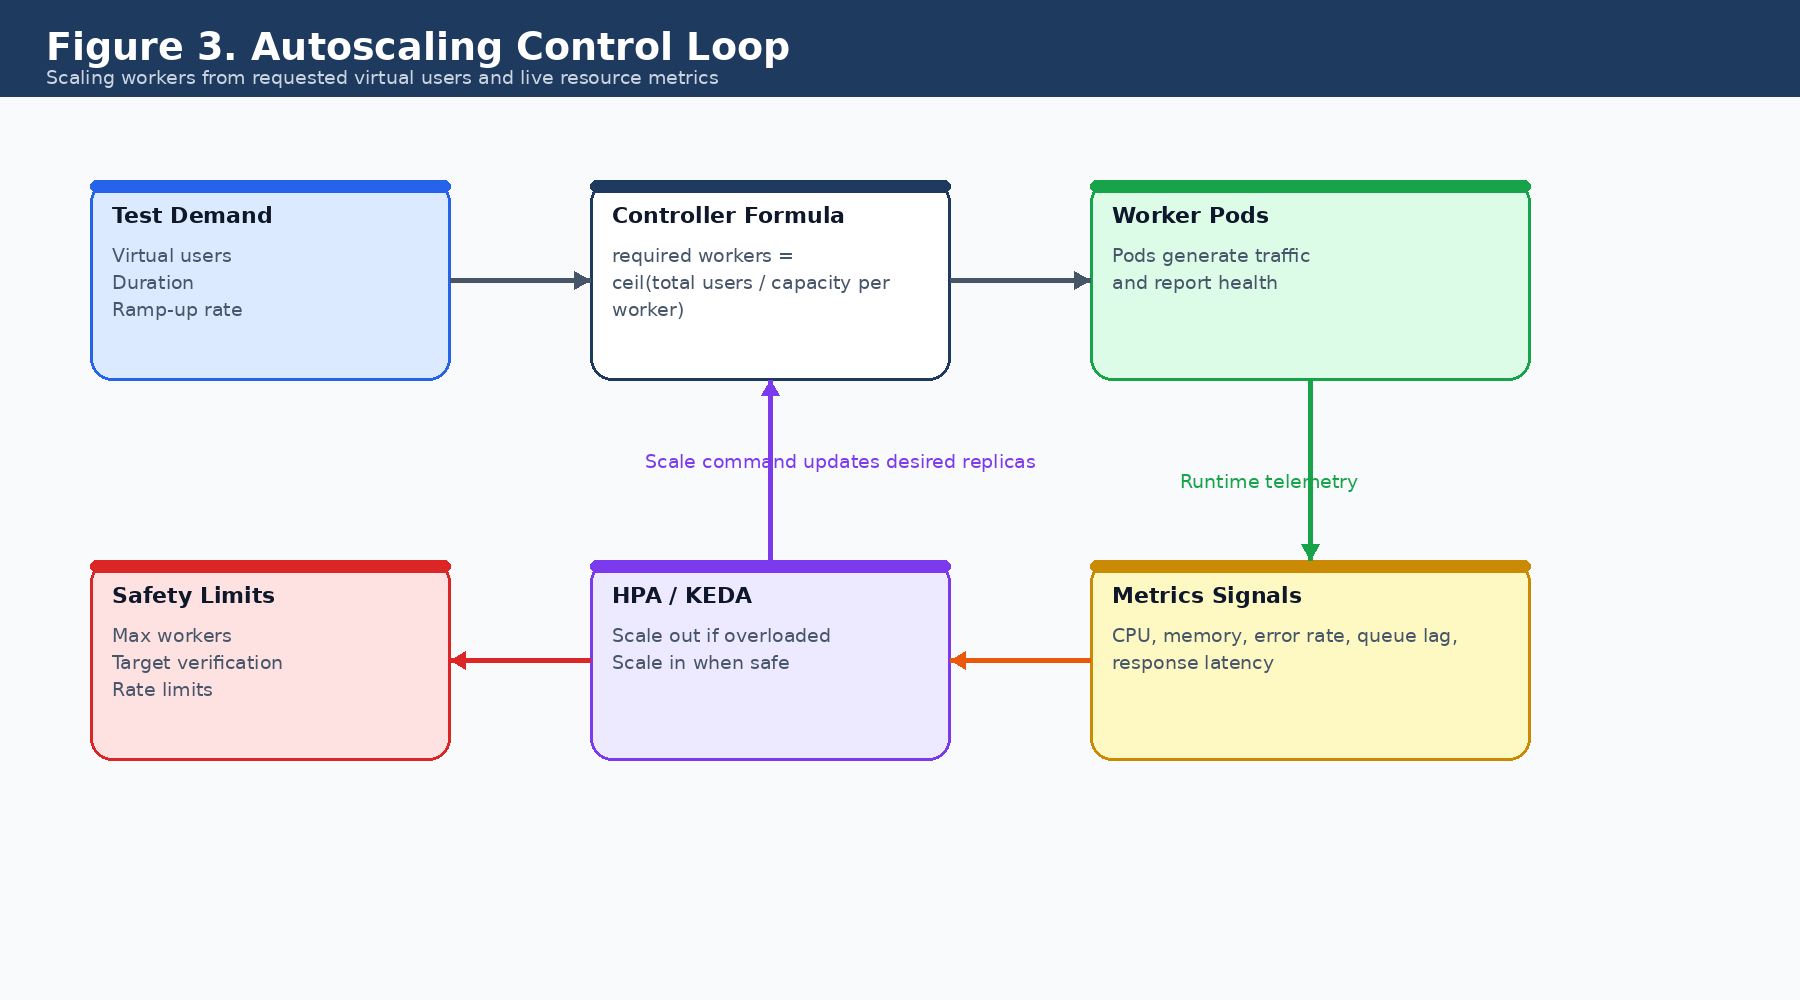 Figure 3. Autoscaling Control Loop
Scaling workers from requested virtual users and live resource metrics
Test Demand
Virtual users
Duration
Ramp-up rate
Controller Formula
required workers =
ceil(total users / capacity per
worker)
Worker Pods
Pods generate traffic
and report health
Scale command updates desired replicas
Runtime telemetry
Safety Limits
Max workers
Target verification
Rate limits
HPA / KEDA
Scale out if overloaded
Scale in when safe
Metrics Signals
CPU, memory, error rate, queue lag,
response latency